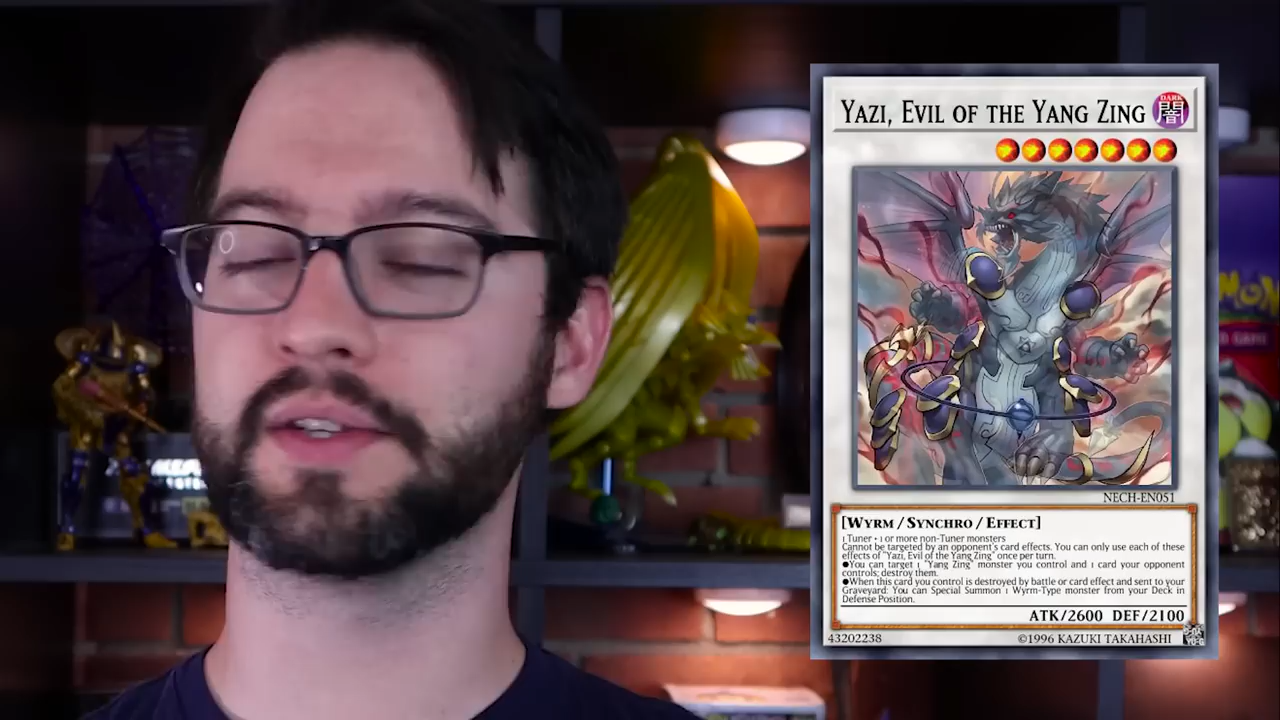 YAZI, EVIL OF THE YANG ZING
DARK
闇
NECH-EN051
[WYRM / SYNCHRO / EFFECT]
1 Tuner + 1 or more non-Tuner monsters
Cannot be targeted by an opponent's card effects. You can only use each of these
effects of "Yazi, Evil of the Yang Zing" once per turn.
●You can target 1 "Yang Zing" monster you control and 1 card your opponent
controls; destroy them.
●When this card you control is destroyed by battle or card effect and sent to your
Graveyard: You can Special Summon 1 Wyrm-Type monster from your Deck in
Defense Position.
ATK/2600 DEF/2100
43202238
©1996 KAZUKI TAKAHASHI